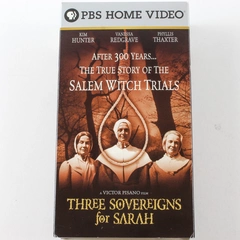 PBS HOME VIDEO
KIM VANESSA PHYLLIS
HUNTER REDGRAVE THAXTER
AFTER 300 YEARS...
THE TRUE STORY OF THE
SALEM WITCH TRIALS
A VICTOR PISANO FILM
THREE SOVEREIGNS
for SARAH